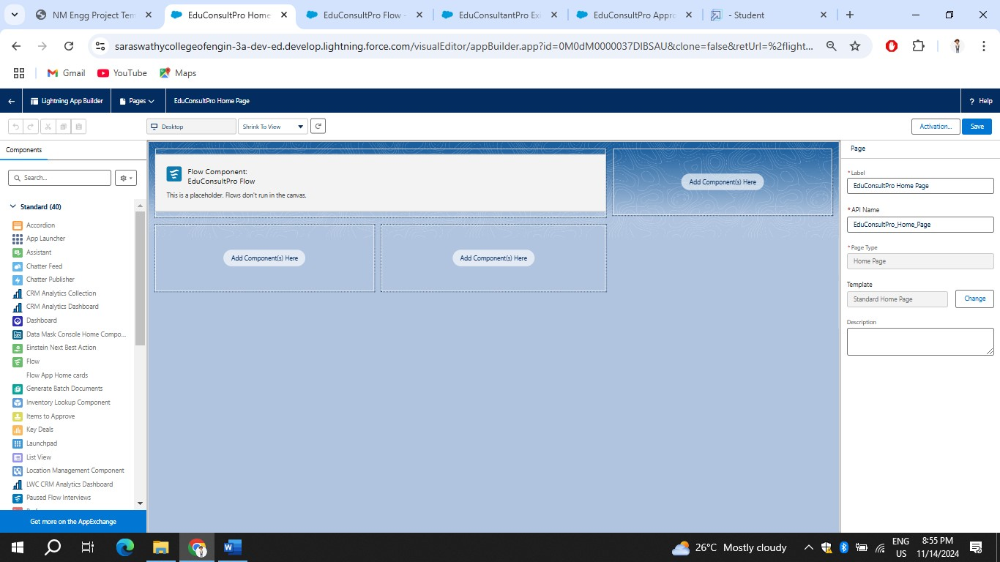 NM Engg Project Tem
EduConsultPro Home
EduConsultPro Flow -
EduConsultantPro Exi
EduConsultPro Appro
- Student
saraswathycollegeofengin-3a-dev-ed.develop.lightning.force.com/visualEditor/appBuilder.app?id=0M0dM0000037DIBSAU&clone=false&retUrl=%2flight...
Gmail
YouTube
Maps
Lightning App Builder
Pages
EduConsultPro Home Page
? Help
Desktop
Shrink To View
Activation...
Save
Components
Search...
Standard (40)
Accordion
App Launcher
Assistant
Chatter Feed
Chatter Publisher
CRM Analytics Collection
CRM Analytics Dashboard
Dashboard
Data Mask Console Home Compo...
Einstein Next Best Action
Flow
Flow App Home cards
Generate Batch Documents
Inventory Lookup Component
Items to Approve
Key Deals
Launchpad
List View
Location Management Component
LWC CRM Analytics Dashboard
Paused Flow Interviews
Get more on the AppExchange
Flow Component:
EduConsultPro Flow
This is a placeholder. Flows don't run in the canvas.
Add Component(s) Here
Add Component(s) Here
Add Component(s) Here
Page
* Label
EduConsultPro Home Page
* API Name
EduConsultPro_Home_Page
* Page Type
Home Page
Template
Standard Home Page
Change
Description
26°C Mostly cloudy
ENG
US
8:55 PM
11/14/2024